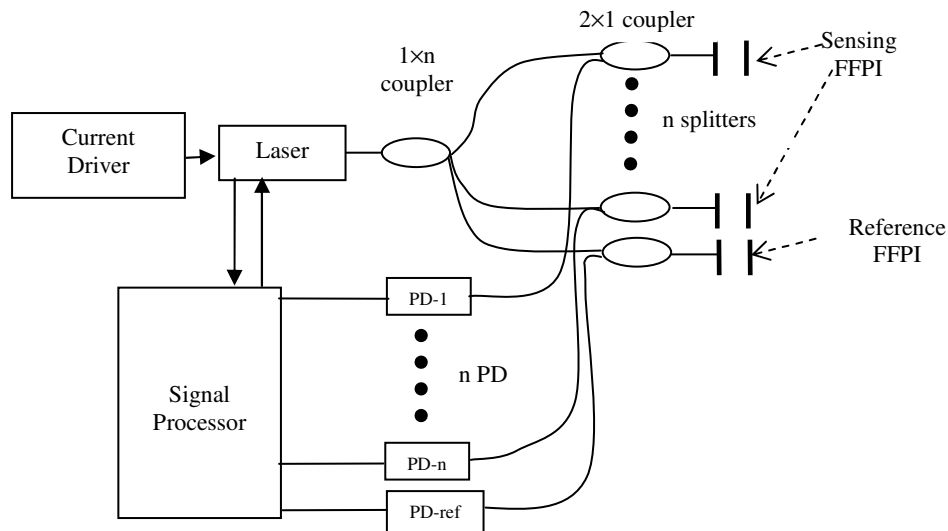 2×1 coupler
1×n
coupler
Sensing
FFPI
n splitters
Current
Driver
Laser
Reference
FFPI
PD-1
n PD
Signal
Processor
PD-n
PD-ref